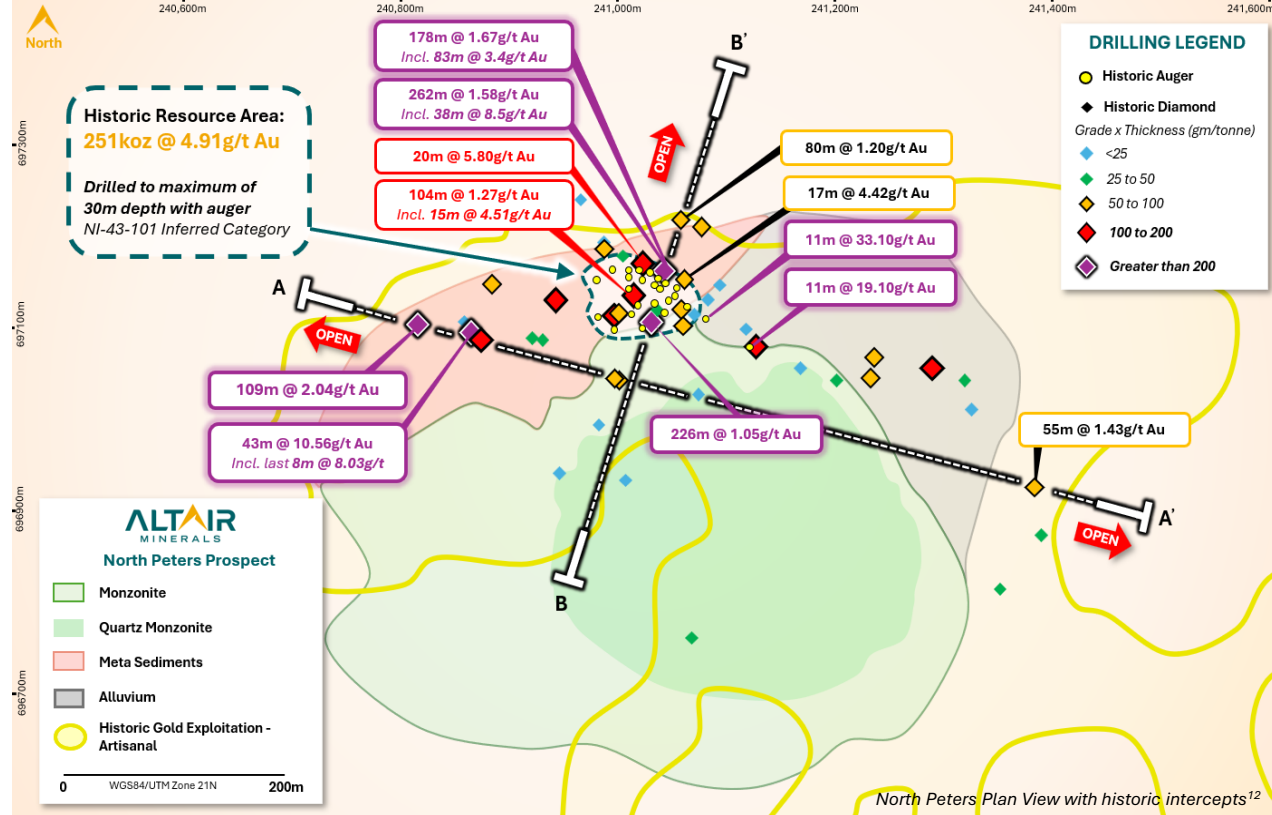 240,600m
240,800m
241,000m
241,200m
241,400m
241,600m
North
697300m
697100m
696900m
696700m
178m @ 1.67g/t Au
Incl. 83m @ 3.4g/t Au
262m @ 1.58g/t Au
Incl. 38m @ 8.5g/t Au
20m @ 5.80g/t Au
104m @ 1.27g/t Au
Incl. 15m @ 4.51g/t Au
Historic Resource Area:
251koz @ 4.91g/t Au
Drilled to maximum of
30m depth with auger
NI-43-101 Inferred Category
B’
OPEN
80m @ 1.20g/t Au
17m @ 4.42g/t Au
11m @ 33.10g/t Au
11m @ 19.10g/t Au
DRILLING LEGEND
Historic Auger
Historic Diamond
Grade x Thickness (gm/tonne)
<25
25 to 50
50 to 100
100 to 200
Greater than 200
A
OPEN
109m @ 2.04g/t Au
43m @ 10.56g/t Au
Incl. last 8m @ 8.03g/t
226m @ 1.05g/t Au
55m @ 1.43g/t Au
A’
OPEN
B
ALTAIR
MINERALS
North Peters Prospect
Monzonite
Quartz Monzonite
Meta Sediments
Alluvium
Historic Gold Exploitation -
Artisanal
0 WGS84/UTM Zone 21N 200m
North Peters Plan View with historic intercepts¹²